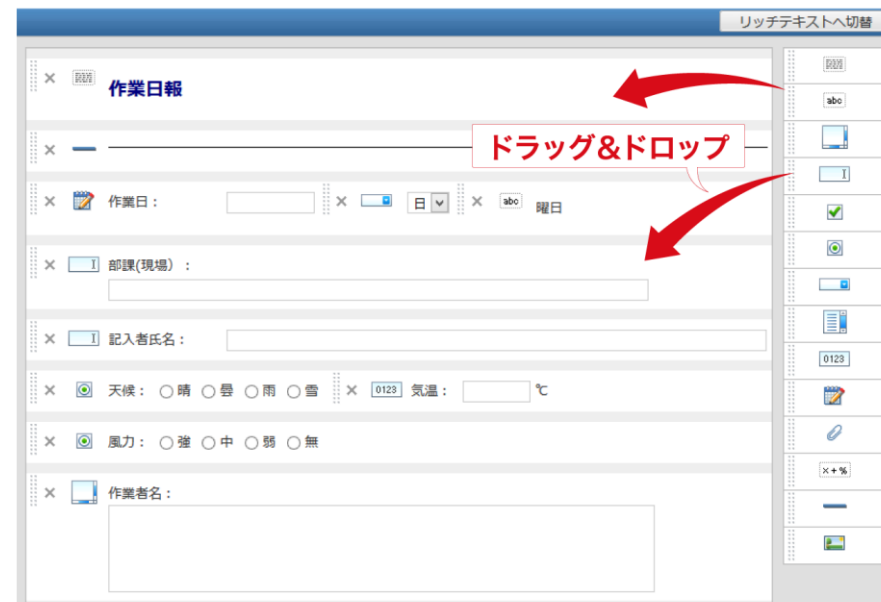 リッチテキストへ切替
作業日報
abc
ドラッグ&ドロップ
作業日： 日 abc 曜日
部課(現場)：
記入者氏名：
0123
天候： 晴 曇 雨 雪 0123 気温： ℃
風力： 強 中 弱 無
×+%
作業者名：